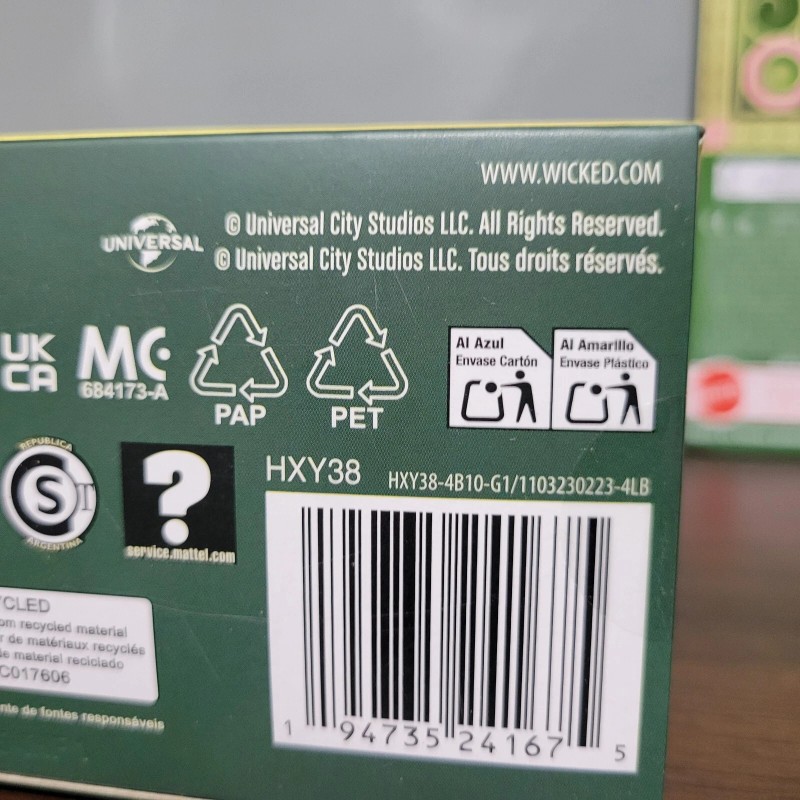 WWW.WICKED.COM
UNIVERSAL
© Universal City Studios LLC. All Rights Reserved.
© Universal City Studios LLC. Tous droits réservés.
UK
CA
MC
684173-A
PAP
PET
Al Azul
Envase Cartón
Al Amarillo
Envase Plástico
REPUBLICA
S
ARGENTINA
?
service.mattel.com
HXY38
HXY38-4B10-G1/1103230223-4LB
YCLED
om recycled material
r de matériaux recyclés
de material reciclado
C017606
nte de fontes responsáveis
1 94735 24167 5